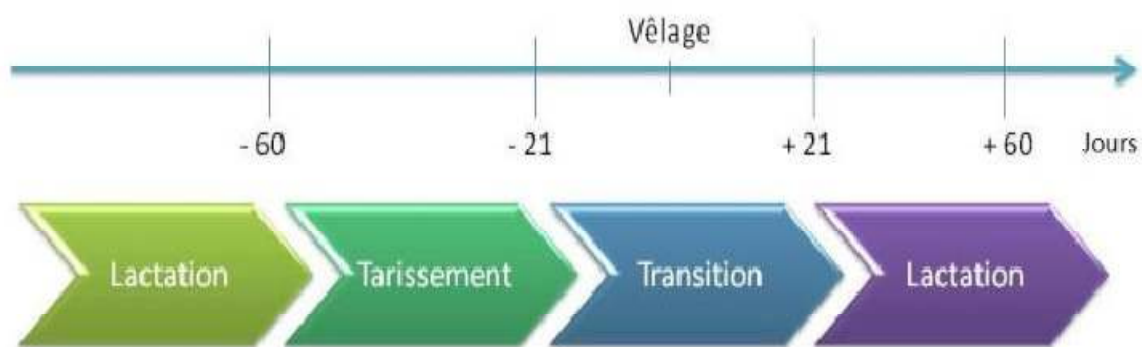 Vêlage
- 60 - 21 + 21 + 60 Jours
Lactation Tarissement Transition Lactation